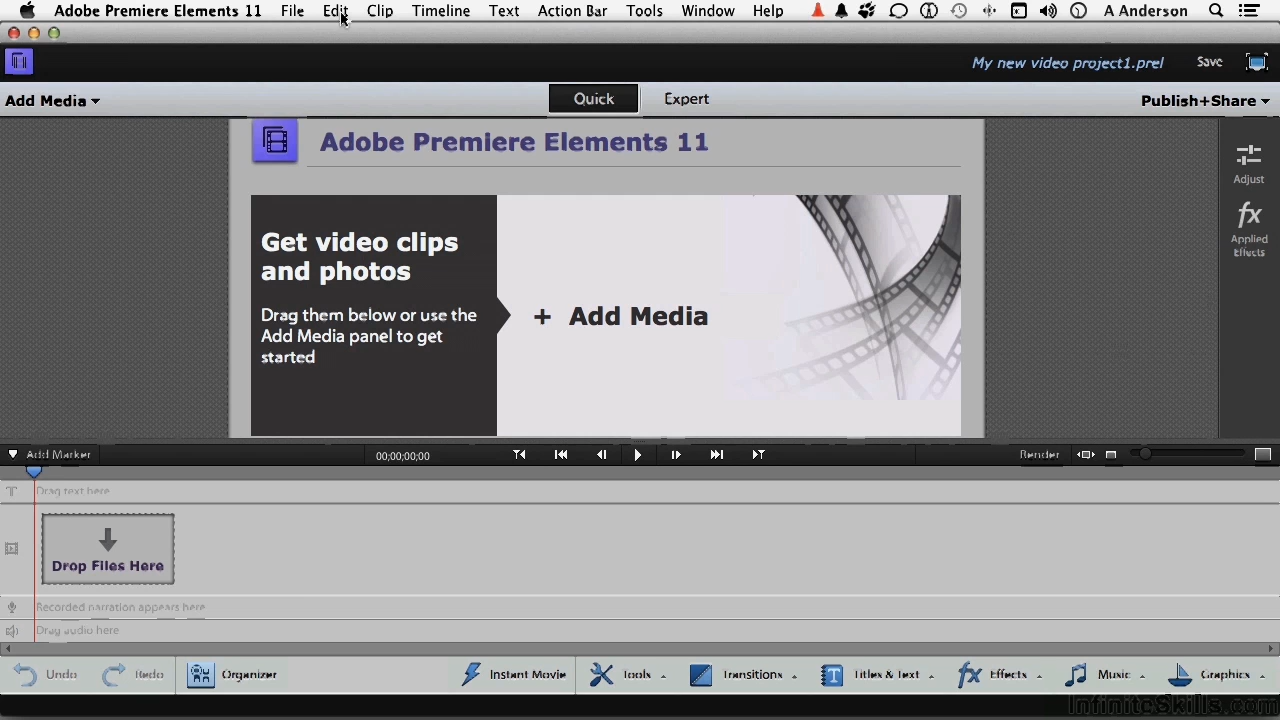 Adobe Premiere Elements 11 File Edit Clip Timeline Text Action Bar Tools Window Help A Anderson
My new video project1.prel Save
Add Media Quick Expert Publish+Share
Adobe Premiere Elements 11
Adjust
fx
Applied
Effects
Get video clips
and photos
Drag them below or use the
Add Media panel to get
started
+ Add Media
Add Marker 00;00;00;00 Render
T Drag text here
Drop Files Here
Recorded narration appears here
Drag audio here
Undo Redo Organizer Instant Movie Tools Transitions T Titles & Text fx Effects Music Graphics
InfiniteSkills.com